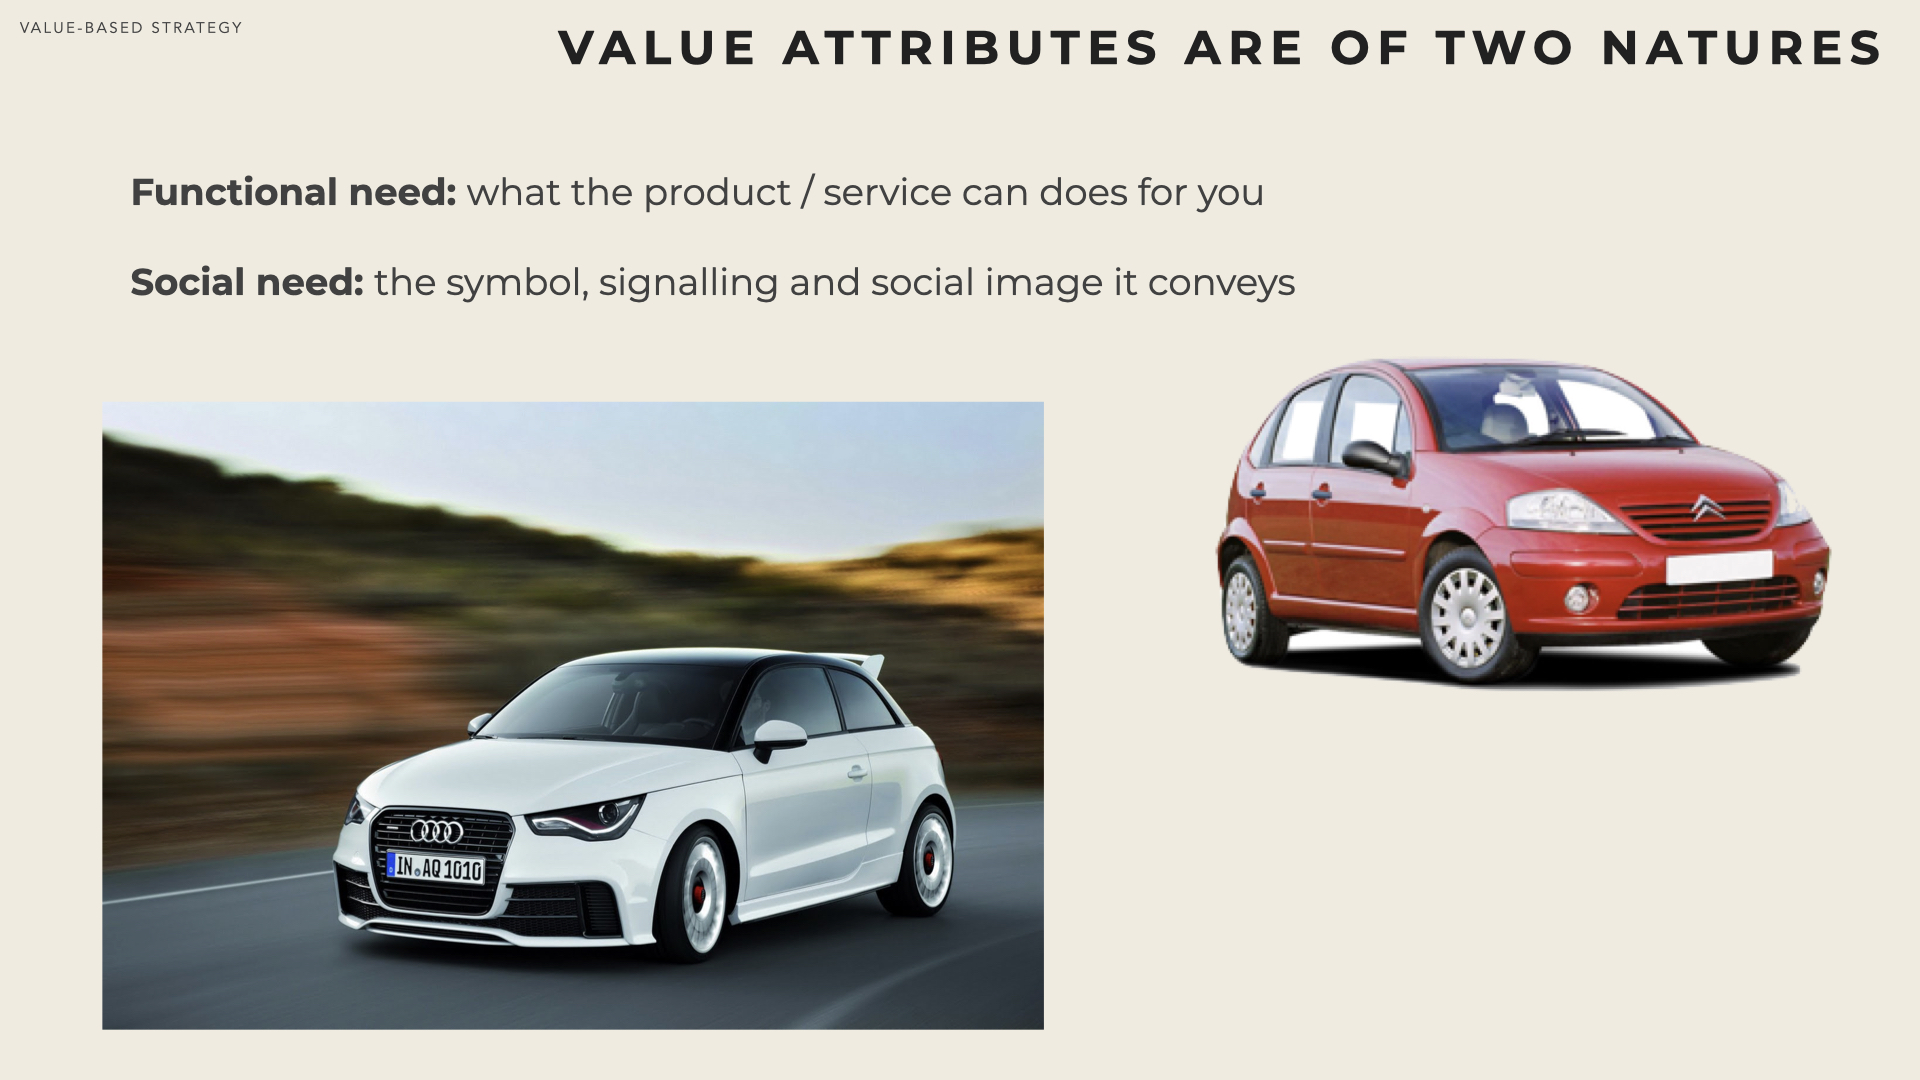 VALUE-BASED STRATEGY
VALUE ATTRIBUTES ARE OF TWO NATURES
Functional need: what the product / service can does for you
Social need: the symbol, signalling and social image it conveys
IN AQ 1010